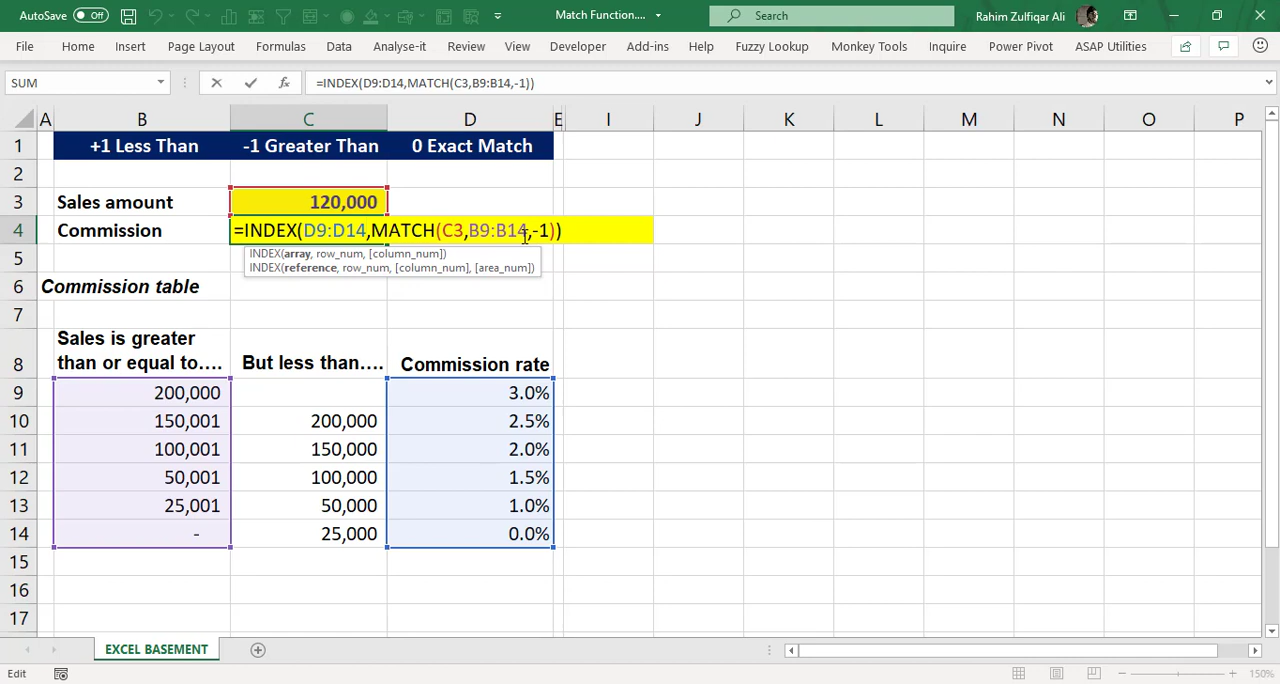 AutoSave Off Match Function.... Search Rahim Zulfiqar Ali
File Home Insert Page Layout Formulas Data Analyse-it Review View Developer Add-ins Help Fuzzy Lookup Monkey Tools Inquire Power Pivot ASAP Utilities
SUM fx =INDEX(D9:D14,MATCH(C3,B9:B14,-1))
A B C D E I J K L M N O P
1 +1 Less Than -1 Greater Than 0 Exact Match
2
3 Sales amount 120,000
4 Commission =INDEX(D9:D14,MATCH(C3,B9:B14,-1))
INDEX(array, row_num, [column_num])
5
INDEX(reference, row_num, [column_num], [area_num])
6 Commission table
7
Sales is greater
8 than or equal to.... But less than.... Commission rate
9 200,000 3.0%
10 150,001 200,000 2.5%
11 100,001 150,000 2.0%
12 50,001 100,000 1.5%
13 25,001 50,000 1.0%
14 - 25,000 0.0%
15
16
17
EXCEL BASEMENT
Edit 150%